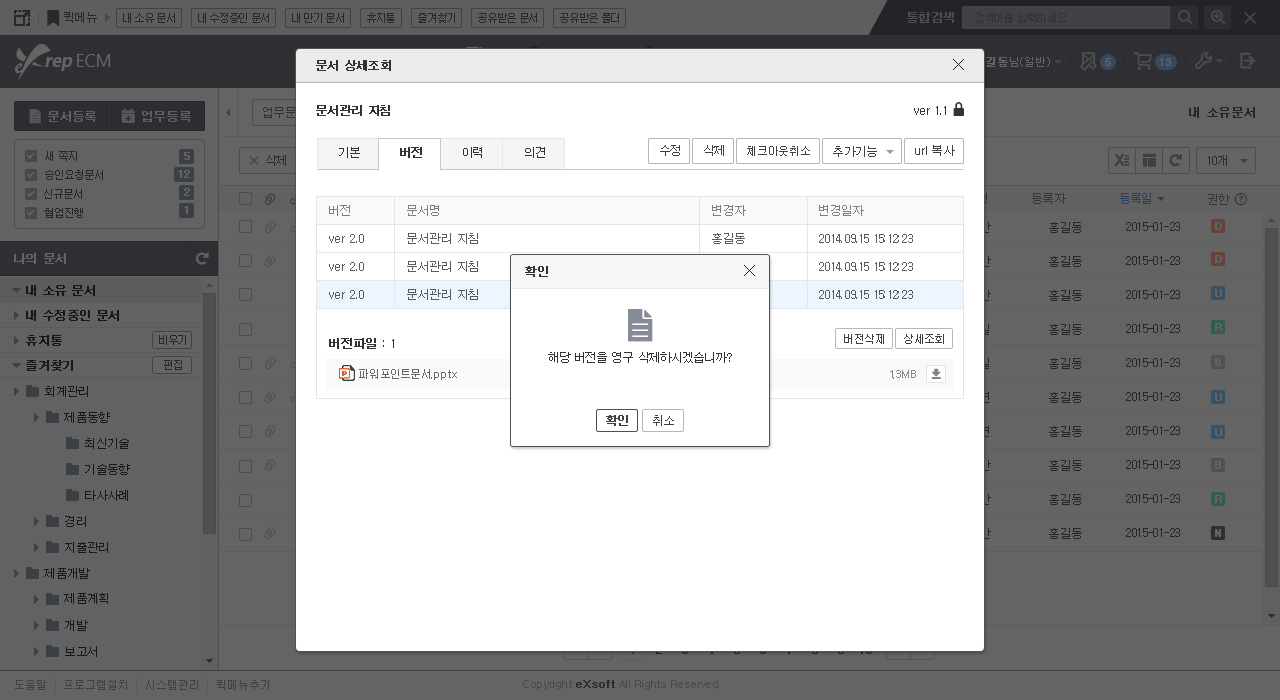 퀵메뉴 내 소유 문서 내 수정중인 문서 내 만기 문서 휴지통 즐겨찾기 공유받은 문서 공유받은 폴더 통합검색 검색어를 입력하세요
eXrep ECM
길동님(일반) 5 13
문서등록 업무등록
새 쪽지 5
승인요청문서 12
신규문서 2
협업진행 1
나의 문서
내 소유 문서
내 수정중인 문서
휴지통 비우기
즐겨찾기 편집
회계관리
제품동향
최신기술
기술동향
타사사례
경리
지출관리
제품개발
제품계획
개발
보고서
업무문
내 소유문서
삭제
10개
등록자 등록일 권한
홍길동 2015-01-23 D
홍길동 2015-01-23 D
홍길동 2015-01-23 U
홍길동 2015-01-23 R
홍길동 2015-01-23 B
홍길동 2015-01-23 U
홍길동 2015-01-23 U
홍길동 2015-01-23 B
홍길동 2015-01-23 R
홍길동 2015-01-23 N
문서 상세조회
문서관리 지침 ver 1.1
기본 버전 이력 의견 수정 삭제 체크아웃취소 추가기능 url 복사
버전 문서명 변경자 변경일자
ver 2.0 문서관리 지침 홍길동 2014.09.15 15:12:23
ver 2.0 문서관리 지침 2014.09.15 15:12:23
ver 2.0 문서관리 지침 2014.09.15 15:12:23
버전파일 : 1 버전삭제 상세조회
파워포인트문서.pptx 1,3MB
확인
해당 버전을 영구 삭제하시겠습니까?
확인 취소
도움말 프로그램설치 시스템관리 퀵메뉴추가
Copyright eXsoft All Rights Reserved.